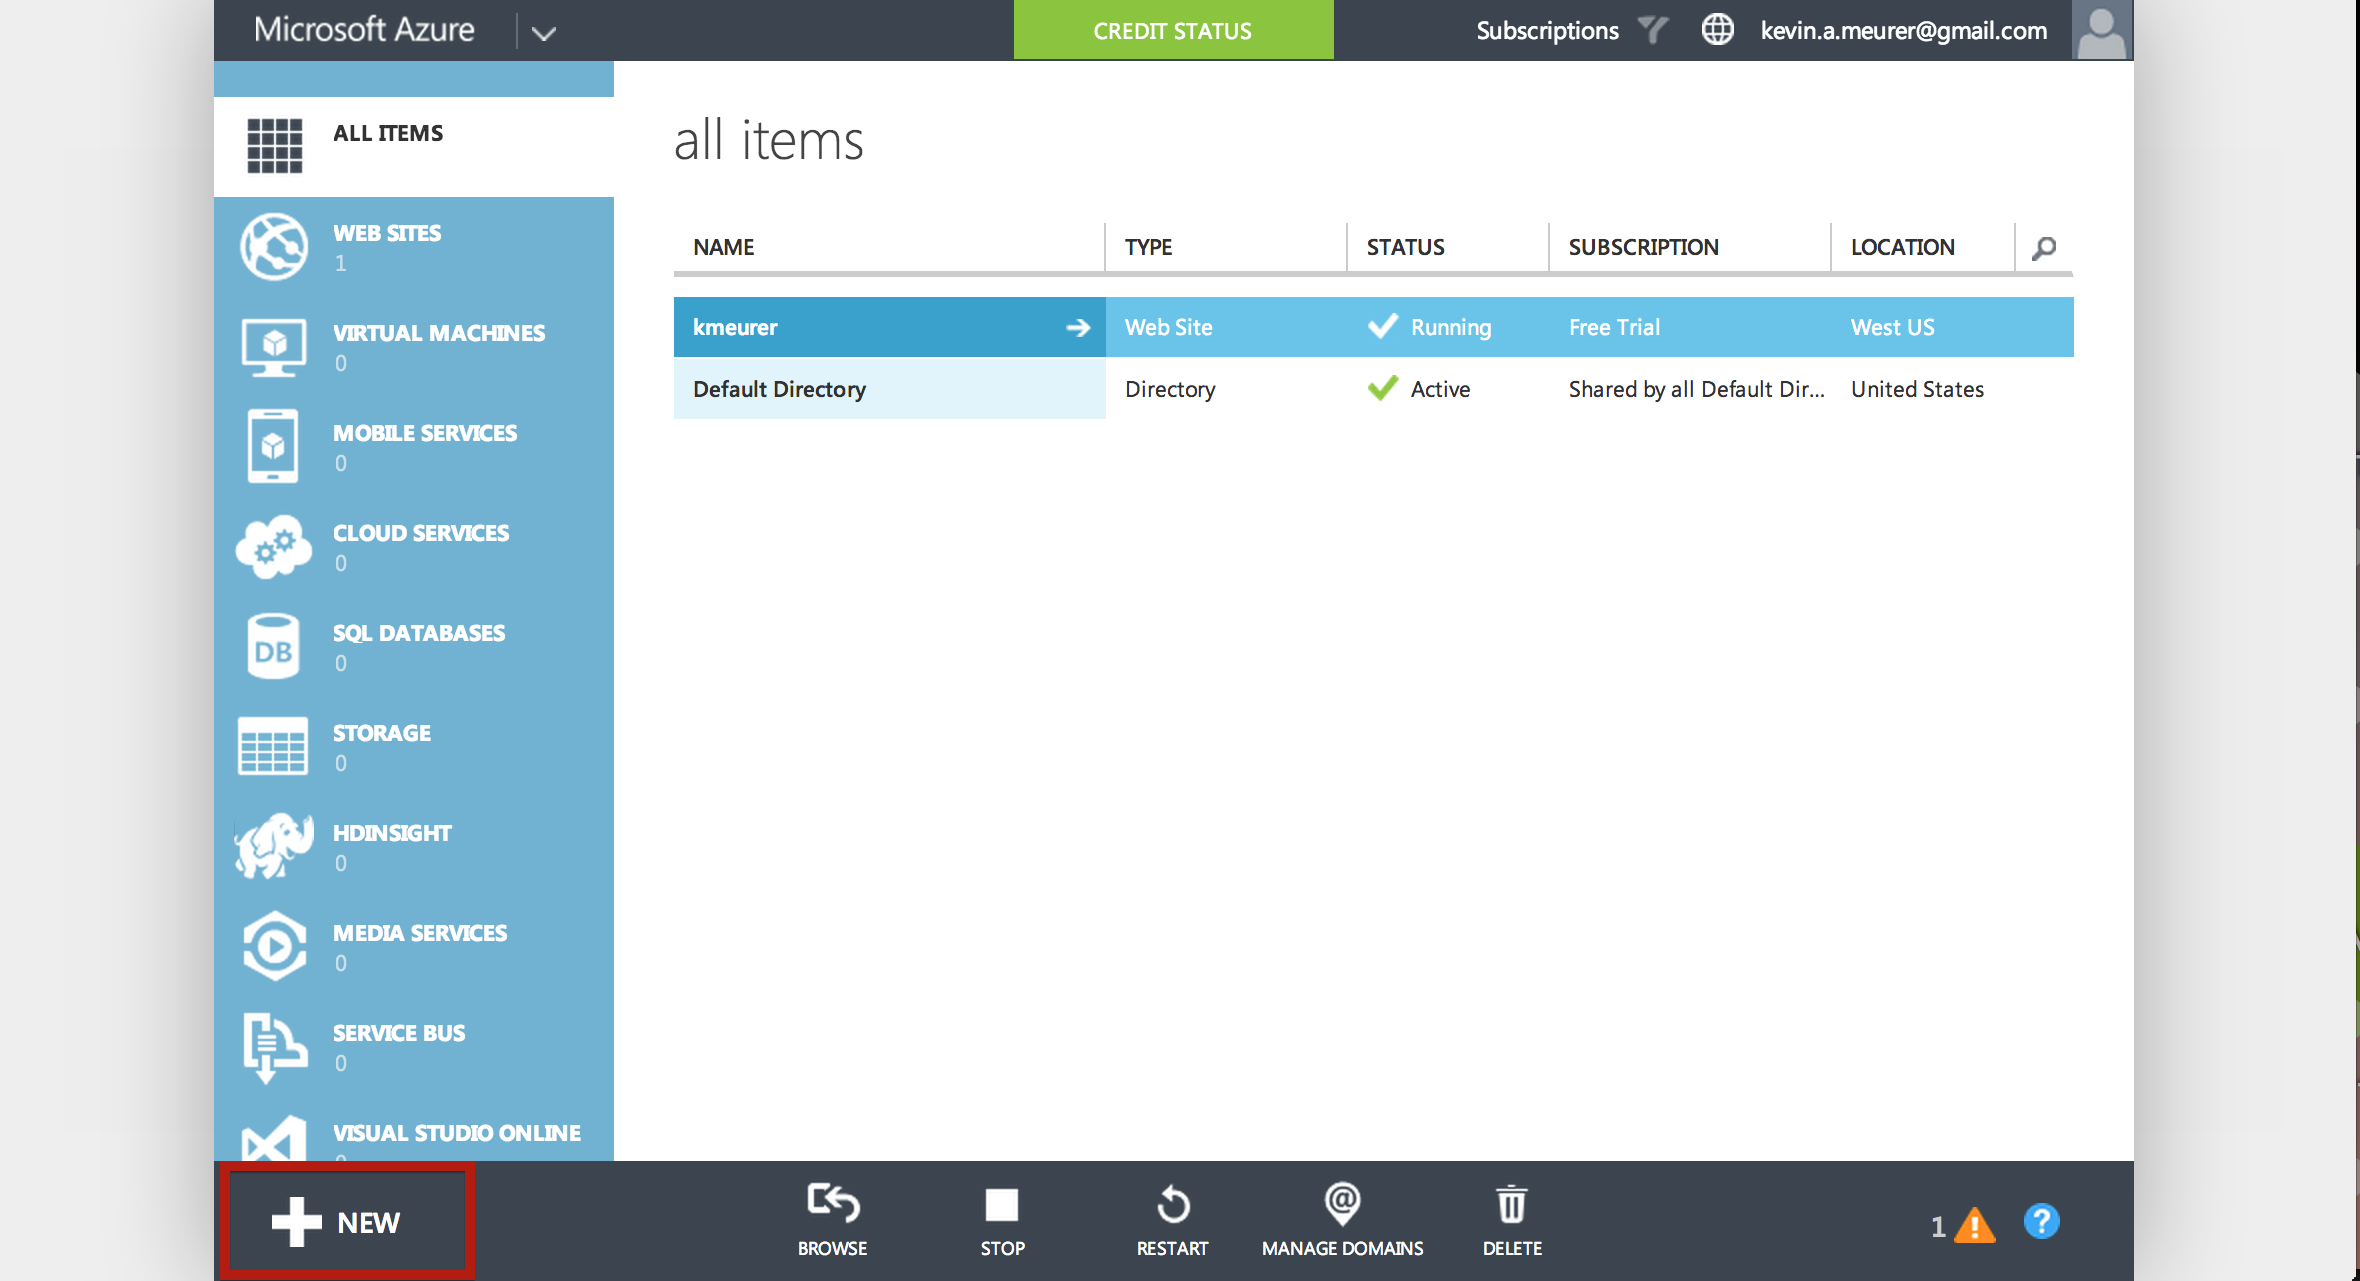 Microsoft Azure
CREDIT STATUS
Subscriptions
kevin.a.meurer@gmail.com
ALL ITEMS
WEB SITES
1
VIRTUAL MACHINES
0
MOBILE SERVICES
0
CLOUD SERVICES
0
SQL DATABASES
0
DB
STORAGE
0
HDINSIGHT
0
MEDIA SERVICES
0
SERVICE BUS
0
VISUAL STUDIO ONLINE
all items
NAME TYPE STATUS SUBSCRIPTION LOCATION
kmeurer Web Site Running Free Trial West US
Default Directory Directory Active Shared by all Default Dir... United States
NEW
BROWSE
STOP
RESTART
@
MANAGE DOMAINS
DELETE
1
!
?